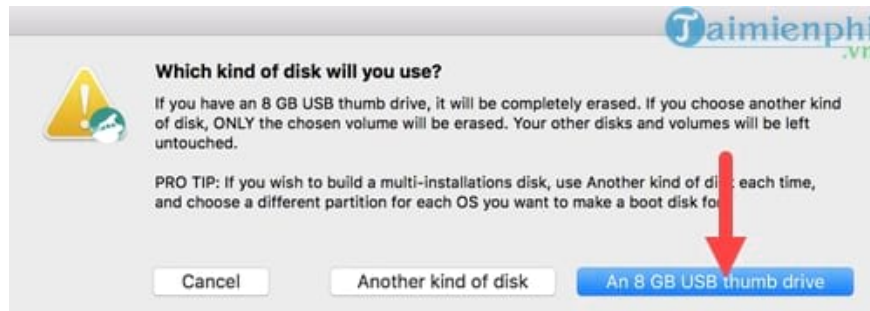 Taimienphi
.vn
Which kind of disk will you use?
If you have an 8 GB USB thumb drive, it will be completely erased. If you choose another kind
of disk, ONLY the chosen volume will be erased. Your other disks and volumes will be left
untouched.
PRO TIP: If you wish to build a multi-installations disk, use Another kind of disk each time,
and choose a different partition for each OS you want to make a boot disk for.
Cancel
Another kind of disk
An 8 GB USB thumb drive